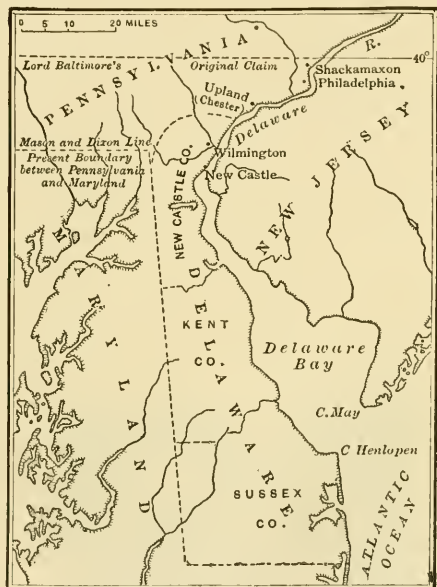 0 10 20 MILES
PENNSYLVANIA
R.
Lord Baltimore's Original Claim
40°
Shackamaxon
Philadelphia
Upland
(Chester)
Delaware
Mason and Dixon Line
Present Boundary
between Pennsylvania
and Maryland
Wilmington
New Castle
NEW CASTLE CO.
NEW JERSEY
MARYLAND
DELAWARE
KENT
CO.
Delaware
Bay
C. May
C Henlopen
SUSSEX
CO.
ATLANTIC
OCEAN